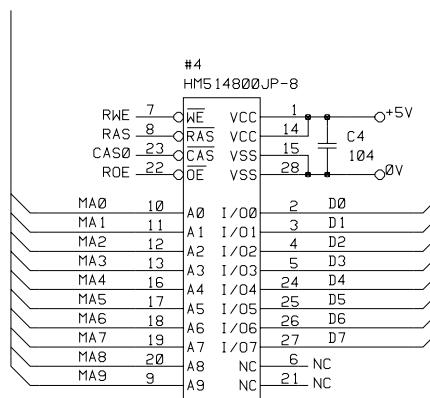 #4
HM514800JP-8
RWE 7 WE VCC 1 +5V
RAS 8 RAS VCC 14
CAS0 23 CAS VSS 15 C4 104
ROE 22 OE VSS 28 0V
MA0 10 A0 I/O0 2 D0
MA1 11 A1 I/O1 3 D1
MA2 12 A2 I/O2 4 D2
MA3 13 A3 I/O3 5 D3
MA4 16 A4 I/O4 24 D4
MA5 17 A5 I/O5 25 D5
MA6 18 A6 I/O6 26 D6
MA7 19 A7 I/O7 27 D7
MA8 20 A8 NC 6 NC
MA9 9 A9 NC 21 NC